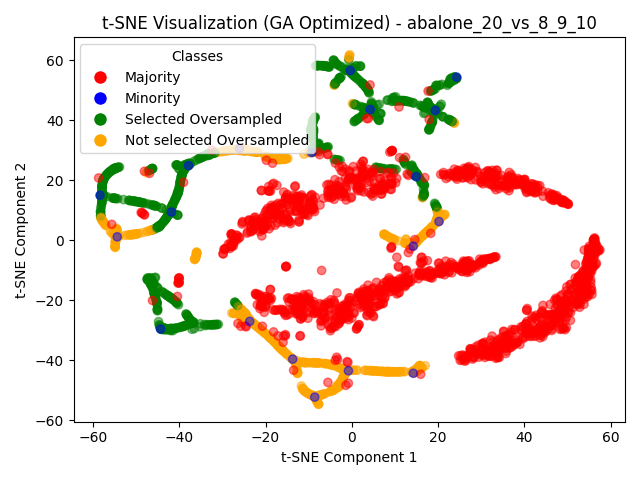 t-SNE Visualization (GA Optimized) - abalone_20_vs_8_9_10
Classes
Majority
Minority
Selected Oversampled
Not selected Oversampled
t-SNE Component 2
60
40
20
0
−20
−40
−60
−60 −40 −20 0 20 40 60
t-SNE Component 1